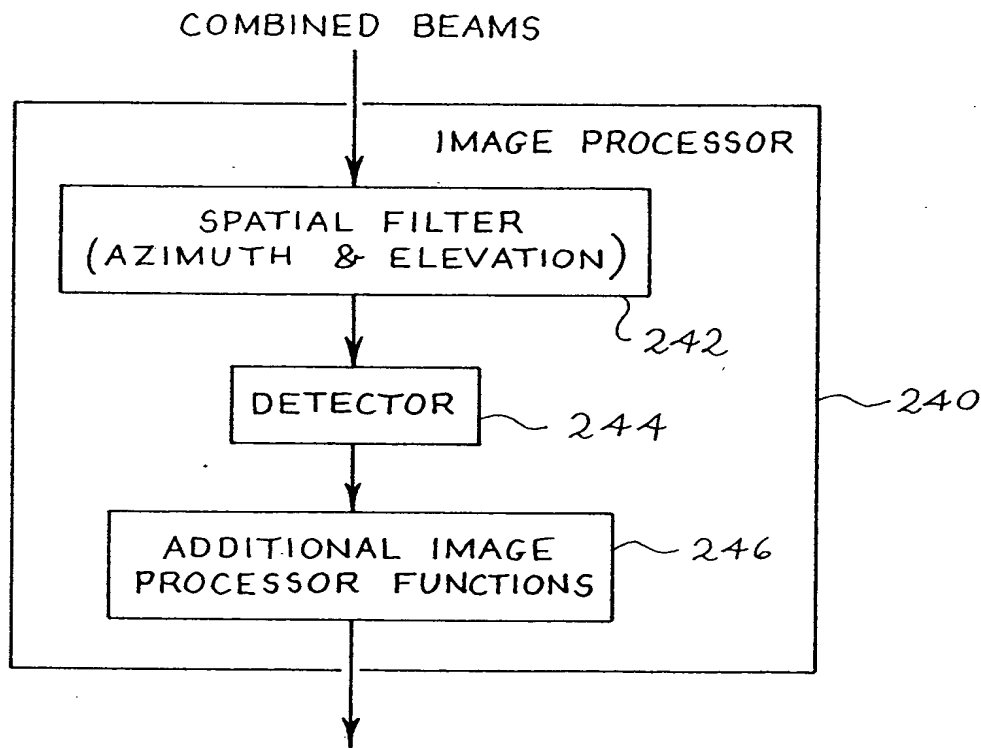 COMBINED BEAMS
IMAGE PROCESSOR
SPATIAL FILTER
(AZIMUTH & ELEVATION)
242
DETECTOR
244
240
ADDITIONAL IMAGE
PROCESSOR FUNCTIONS
246